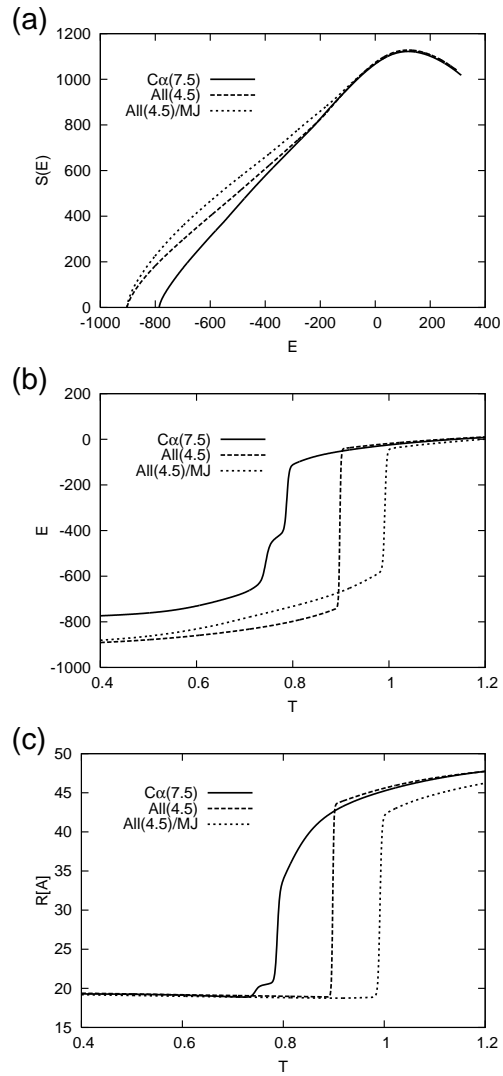 (a)
1200
1000
800
600
400
200
0
S(E)
Cα(7.5)
All(4.5)
All(4.5)/MJ
-1000 -800 -600 -400 -200 0 200 400
E
(b)
200
0
-200
-400
-600
-800
-1000
E
Cα(7.5)
All(4.5)
All(4.5)/MJ
0.4 0.6 0.8 1 1.2
T
(c)
50
45
40
35
30
25
20
15
R[A]
Cα(7.5)
All(4.5)
All(4.5)/MJ
0.4 0.6 0.8 1 1.2
T